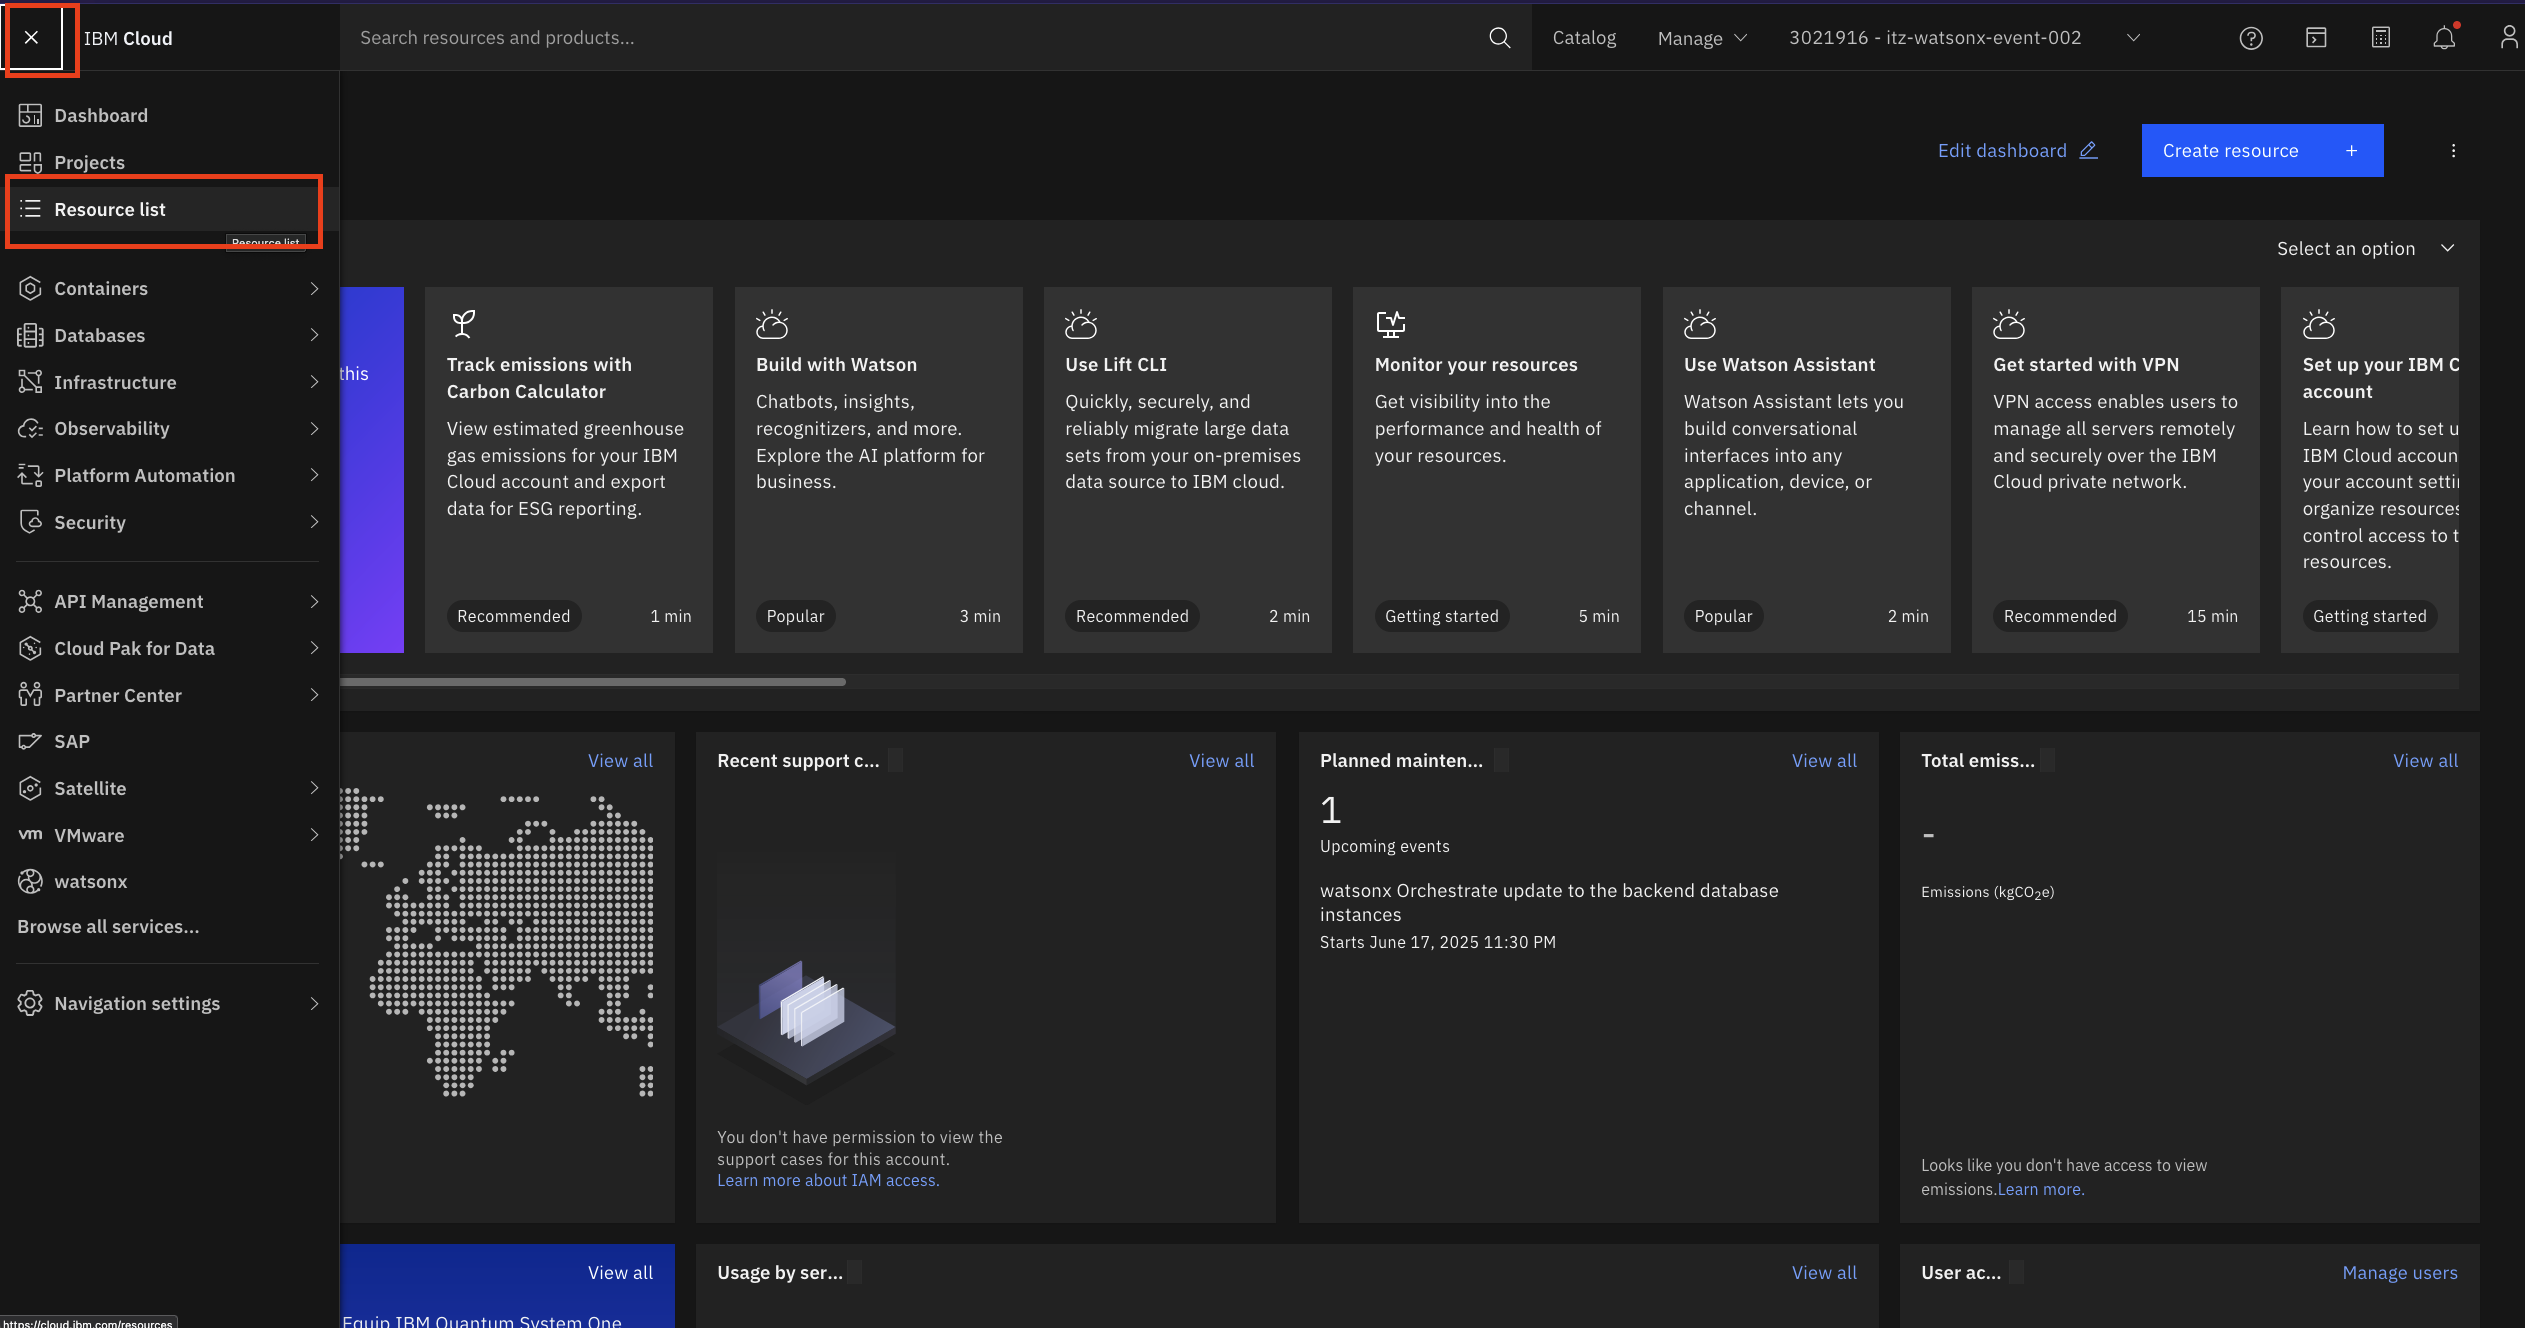 IBM Cloud
Search resources and products...
Catalog
Manage
3021916 - itz-watsonx-event-002
Dashboard
Projects
Resource list
Resource list
Containers
Databases
Infrastructure
Observability
Platform Automation
Security
API Management
Cloud Pak for Data
Partner Center
SAP
Satellite
vm VMware
watsonx
Browse all services...
Navigation settings
https://cloud.ibm.com/resources
Edit dashboard
Create resource +
Select an option
this
Track emissions with
Carbon Calculator
View estimated greenhouse
gas emissions for your IBM
Cloud account and export
data for ESG reporting.
Recommended
1 min
Build with Watson
Chatbots, insights,
recognitizers, and more.
Explore the AI platform for
business.
Popular
3 min
Use Lift CLI
Quickly, securely, and
reliably migrate large data
sets from your on-premises
data source to IBM cloud.
Recommended
2 min
Monitor your resources
Get visibility into the
performance and health of
your resources.
Getting started
5 min
Use Watson Assistant
Watson Assistant lets you
build conversational
interfaces into any
application, device, or
channel.
Popular
2 min
Get started with VPN
VPN access enables users to
manage all servers remotely
and securely over the IBM
Cloud private network.
Recommended
15 min
Set up your IBM C
account
Learn how to set u
IBM Cloud accoun
your account setti
organize resources
control access to t
resources.
Getting started
View all
Recent support c...
View all
You don't have permission to view the
support cases for this account.
Learn more about IAM access.
Planned mainten...
View all
1
Upcoming events
watsonx Orchestrate update to the backend database
instances
Starts June 17, 2025 11:30 PM
Total emiss...
View all
-
Emissions (kgCO2e)
Looks like you don't have access to view
emissions.Learn more.
View all
Equip IBM Quantum System One
Usage by ser...
View all
User ac...
Manage users